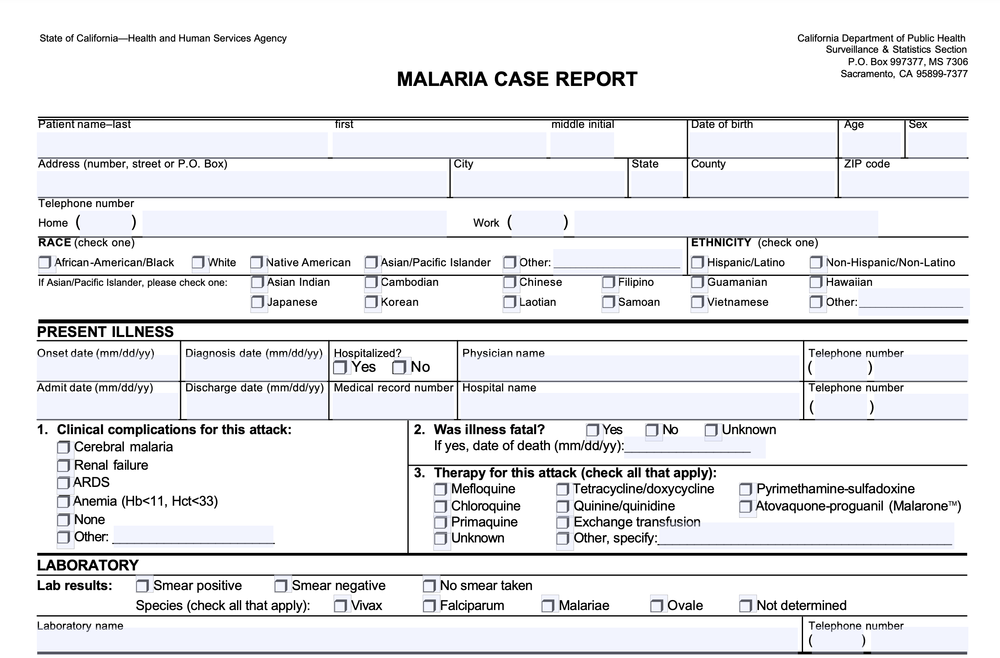 State of California—Health and Human Services Agency
California Department of Public Health
Surveillance & Statistics Section
P.O. Box 997377, MS 7306
Sacramento, CA 95899-7377
MALARIA CASE REPORT
Patient name–last first middle initial Date of birth Age Sex
Address (number, street or P.O. Box) City State County ZIP code
Telephone number
Home ( ) Work ( )
RACE (check one) ETHNICITY (check one)
African-American/Black White Native American Asian/Pacific Islander Other: Hispanic/Latino Non-Hispanic/Non-Latino
If Asian/Pacific Islander, please check one: Asian Indian Cambodian Chinese Filipino Guamanian Hawaiian
Japanese Korean Laotian Samoan Vietnamese Other:
PRESENT ILLNESS
Onset date (mm/dd/yy) Diagnosis date (mm/dd/yy) Hospitalized? Physician name Telephone number
Yes No ( )
Admit date (mm/dd/yy) Discharge date (mm/dd/yy) Medical record number Hospital name Telephone number
( )
1. Clinical complications for this attack:
Cerebral malaria
Renal failure
ARDS
Anemia (Hb<11, Hct<33)
None
Other:
2. Was illness fatal? Yes No Unknown
If yes, date of death (mm/dd/yy):
3. Therapy for this attack (check all that apply):
Mefloquine Tetracycline/doxycycline Pyrimethamine-sulfadoxine
Chloroquine Quinine/quinidine Atovaquone-proguanil (Malarone™)
Primaquine Exchange transfusion
Unknown Other, specify:
LABORATORY
Lab results: Smear positive Smear negative No smear taken
Species (check all that apply): Vivax Falciparum Malariae Ovale Not determined
Laboratory name Telephone number
( )